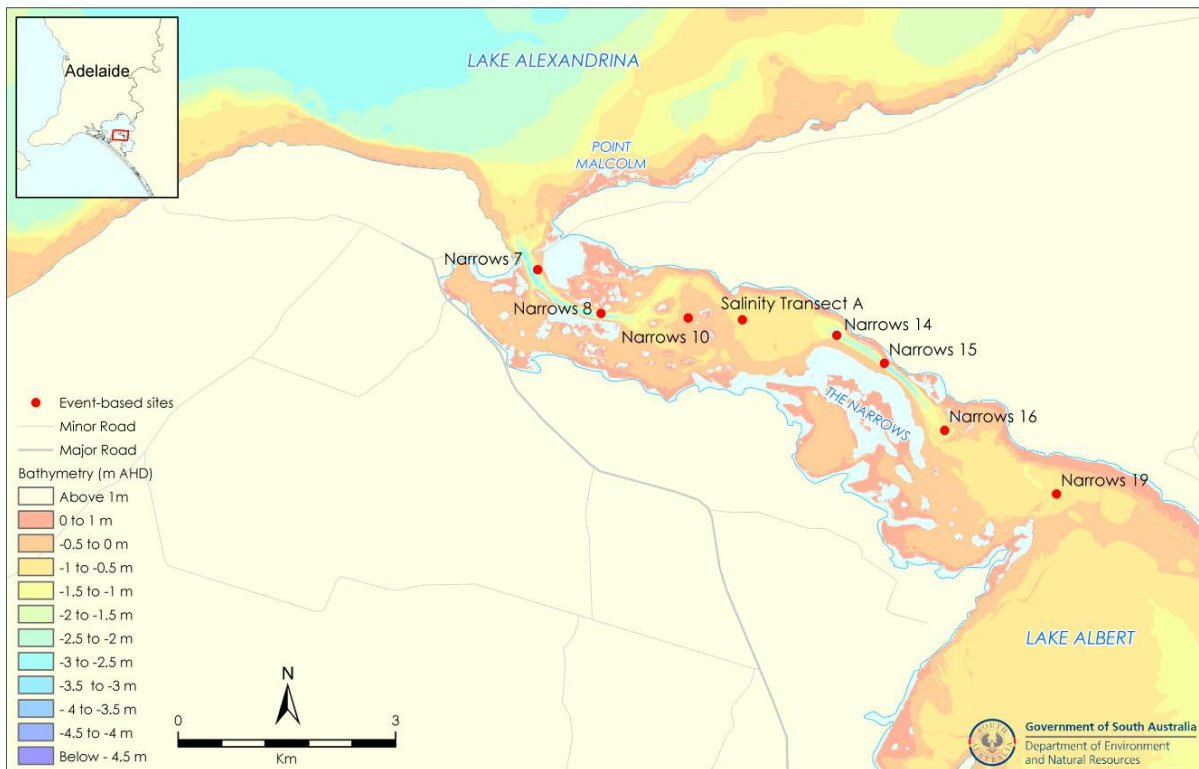 Adelaide
LAKE ALEXANDRINA
POINT
MALCOLM
Narrows 7
Narrows 8
Narrows 10
Salinity Transect A
Narrows 14
Narrows 15
THE NARROWS
Narrows 16
Narrows 19
LAKE ALBERT
Event-based sites
Minor Road
Major Road
Bathymetry (m AHD)
Above 1m
0 to 1 m
-0.5 to 0 m
-1 to -0.5 m
-1.5 to -1 m
-2 to -1.5 m
-2.5 to -2 m
-3 to -2.5 m
-3.5 to -3 m
- 4 to -3.5 m
-4.5 to -4 m
Below - 4.5 m
N
0 3
Km
SOUTH
AUSTRALIA
Government of South Australia
Department of Environment
and Natural Resources